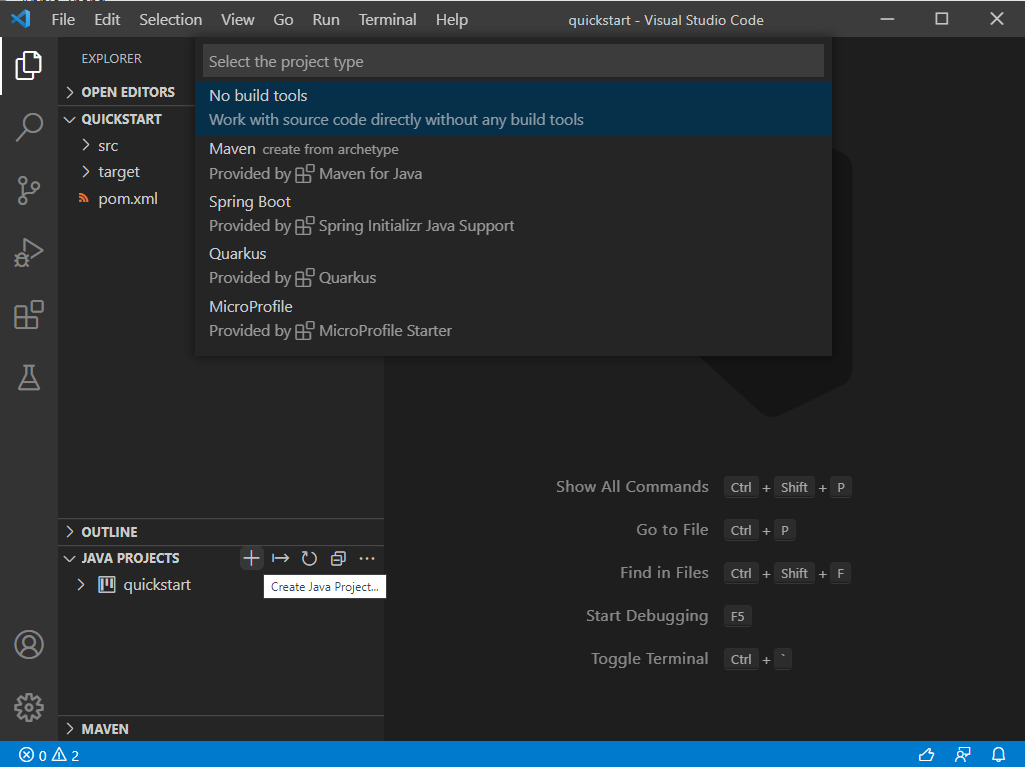 File Edit Selection View Go Run Terminal Help quickstart - Visual Studio Code
EXPLORER
OPEN EDITORS
QUICKSTART
src
target
pom.xml
Select the project type
No build tools
Work with source code directly without any build tools
Maven create from archetype
Provided by Maven for Java
Spring Boot
Provided by Spring Initializr Java Support
Quarkus
Provided by Quarkus
MicroProfile
Provided by MicroProfile Starter
Show All Commands Ctrl + Shift + P
Go to File Ctrl + P
Find in Files Ctrl + Shift + F
Start Debugging F5
Toggle Terminal Ctrl + `
OUTLINE
JAVA PROJECTS
quickstart
Create Java Project...
MAVEN
0 2